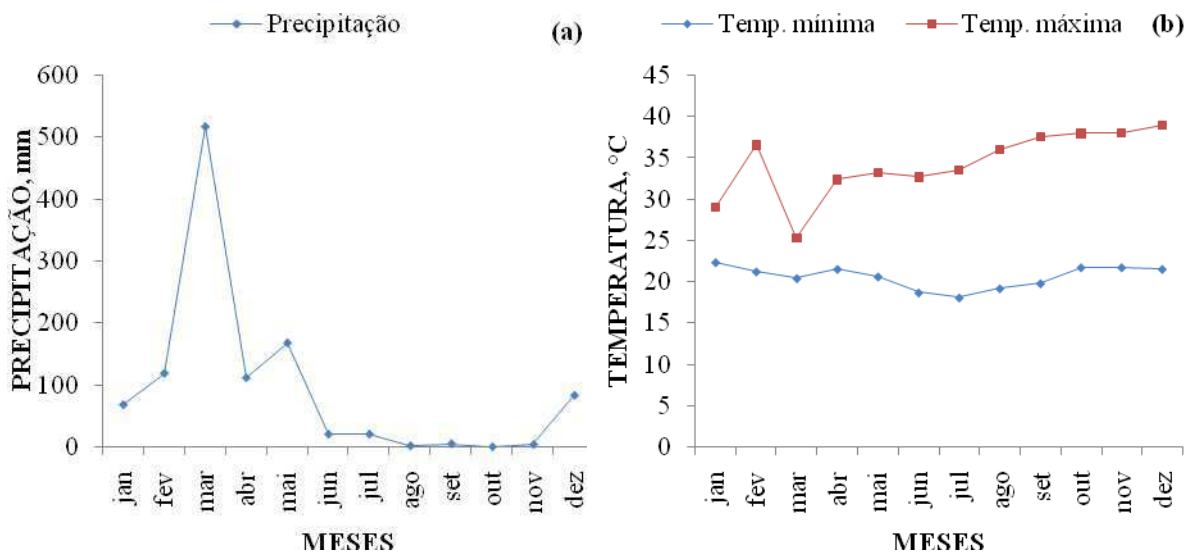 Precipitação
(a)
PRECIPITAÇÃO, mm
600
500
400
300
200
100
0
jan
fev
mar
abr
mai
jun
jul
ago
set
out
nov
dez
MESES
Temp. mínima
Temp. máxima
(b)
TEMPERATURA, °C
45
40
35
30
25
20
15
10
5
0
jan
fev
mar
abr
mai
jun
jul
ago
set
out
nov
dez
MESES